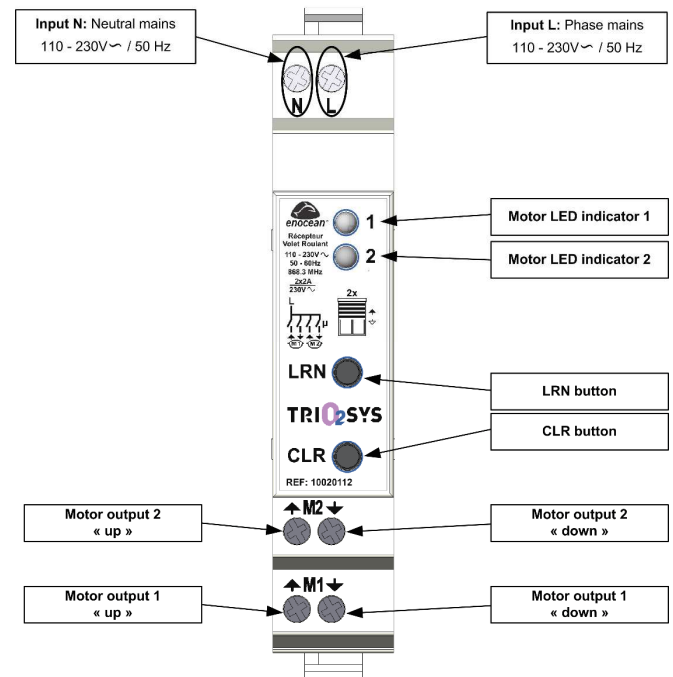 Input N: Neutral mains
110 - 230V∼ / 50 Hz
Input L: Phase mains
110 - 230V∼ / 50 Hz
N L
enocean
1
Récepteur
Volet Roulant
110 - 230V∼
50 - 60Hz
868.3 MHz
2x2A
230V∼
2
L
µ
M1 M2
2x
LRN
TRIO2SYS
CLR
REF: 10020112
M2
M1
Motor LED indicator 1
Motor LED indicator 2
LRN button
CLR button
Motor output 2
« up »
Motor output 2
« down »
Motor output 1
« up »
Motor output 1
« down »